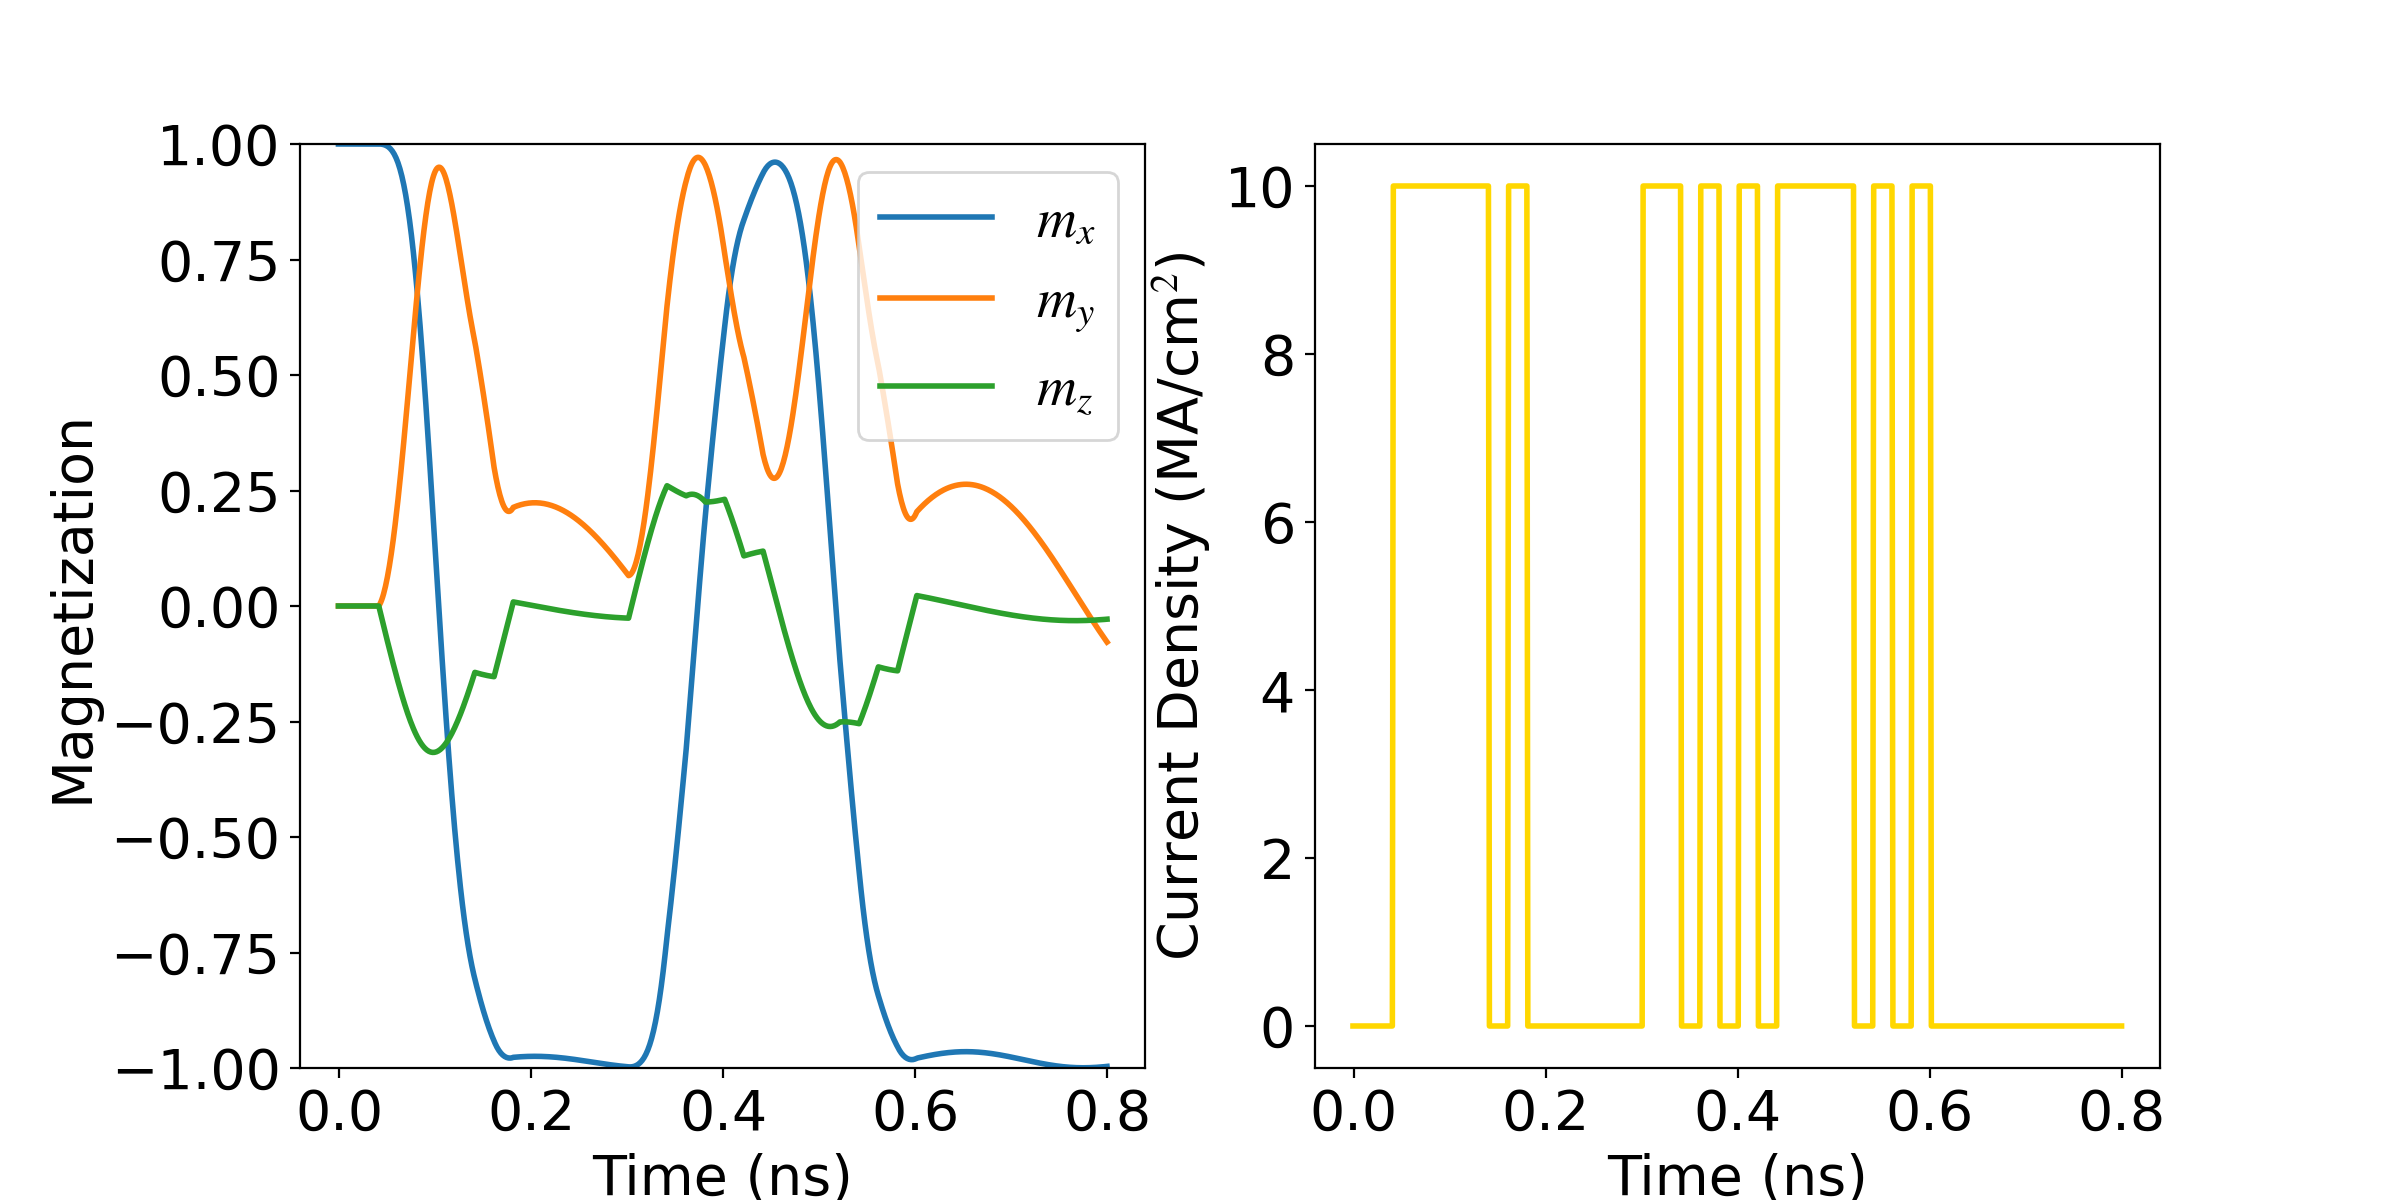 Magnetization
1.00
0.75
0.50
0.25
0.00
−0.25
−0.50
−0.75
−1.00
0.0 0.2 0.4 0.6 0.8
Time (ns)
m_x
m_y
m_z
Current Density (MA/cm²)
10
8
6
4
2
0
0.0 0.2 0.4 0.6 0.8
Time (ns)